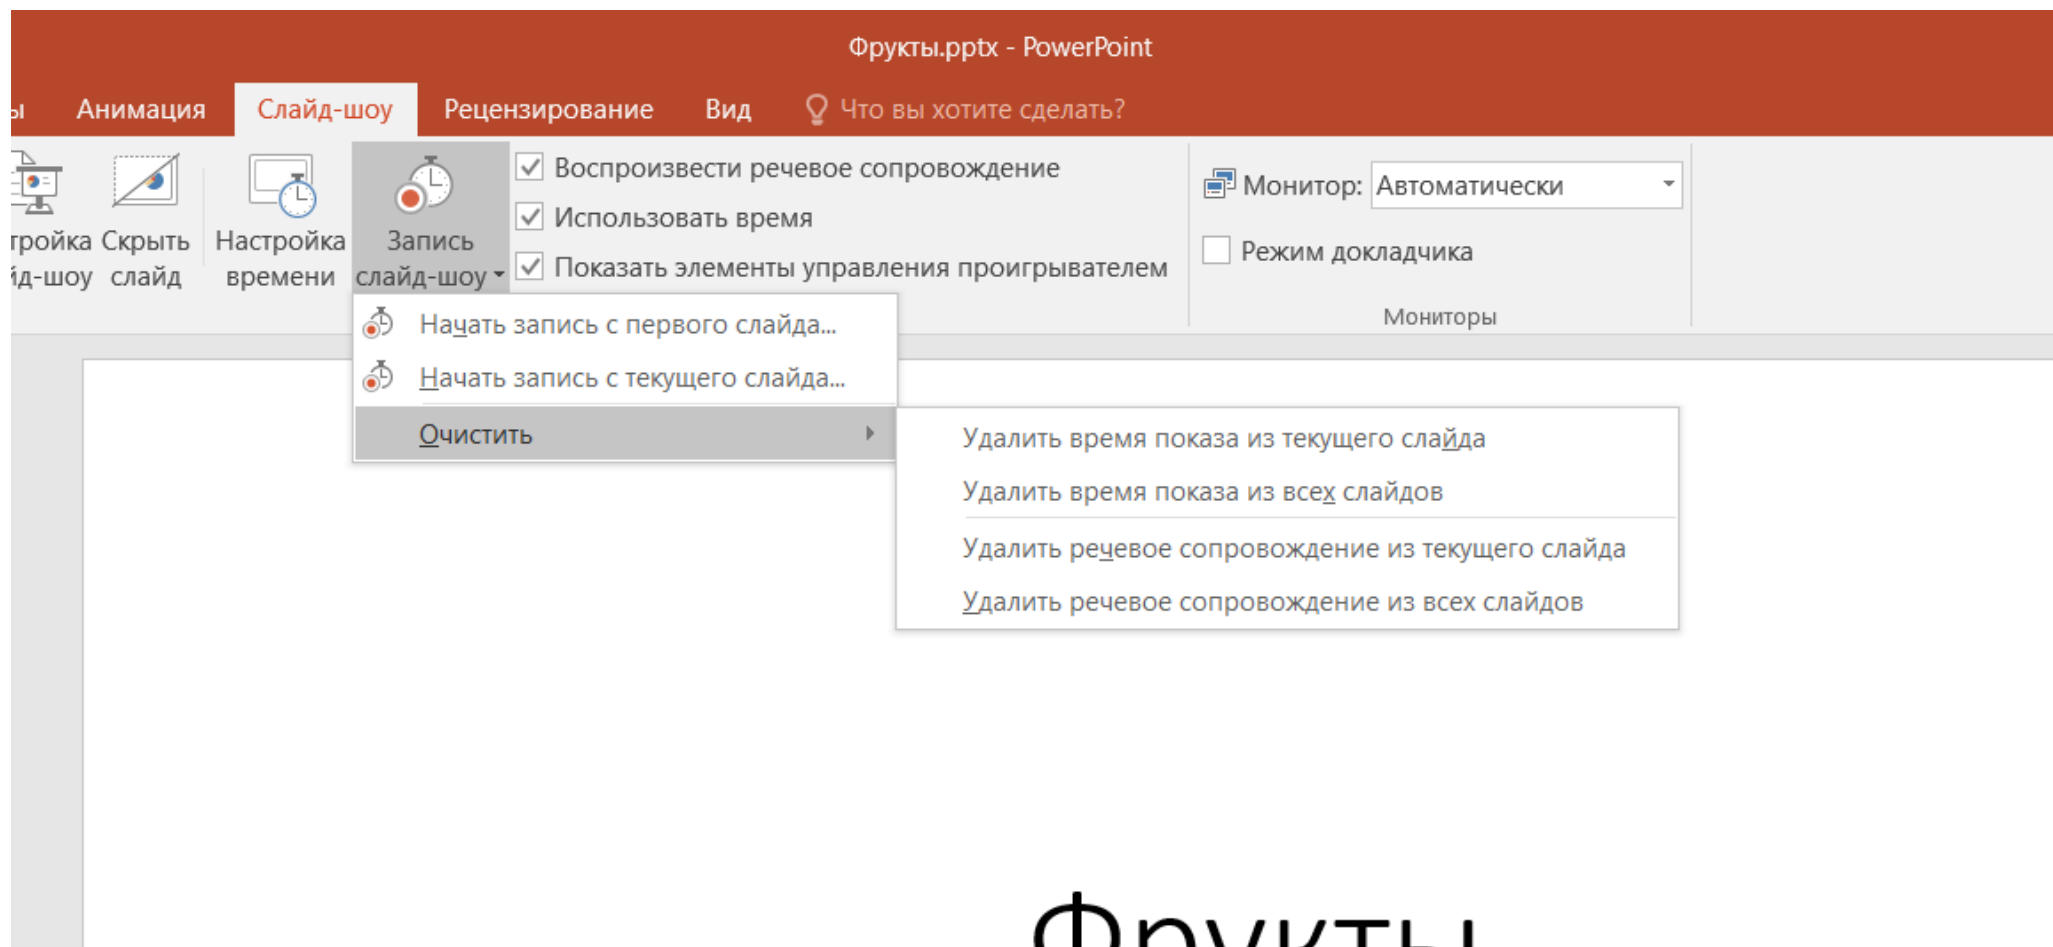 Фрукты.pptx - PowerPoint
ы Анимация Слайд-шоу Рецензирование Вид Что вы хотите сделать?
тройка
йд-шоу
Скрыть
слайд
Настройка
времени
Запись
слайд-шоу
Воспроизвести речевое сопровождение
Использовать время
Показать элементы управления проигрывателем
Монитор: Автоматически
Режим докладчика
Мониторы
Начать запись с первого слайда...
Начать запись с текущего слайда...
Очистить
Удалить время показа из текущего слайда
Удалить время показа из всех слайдов
Удалить речевое сопровождение из текущего слайда
Удалить речевое сопровождение из всех слайдов
Фрукты